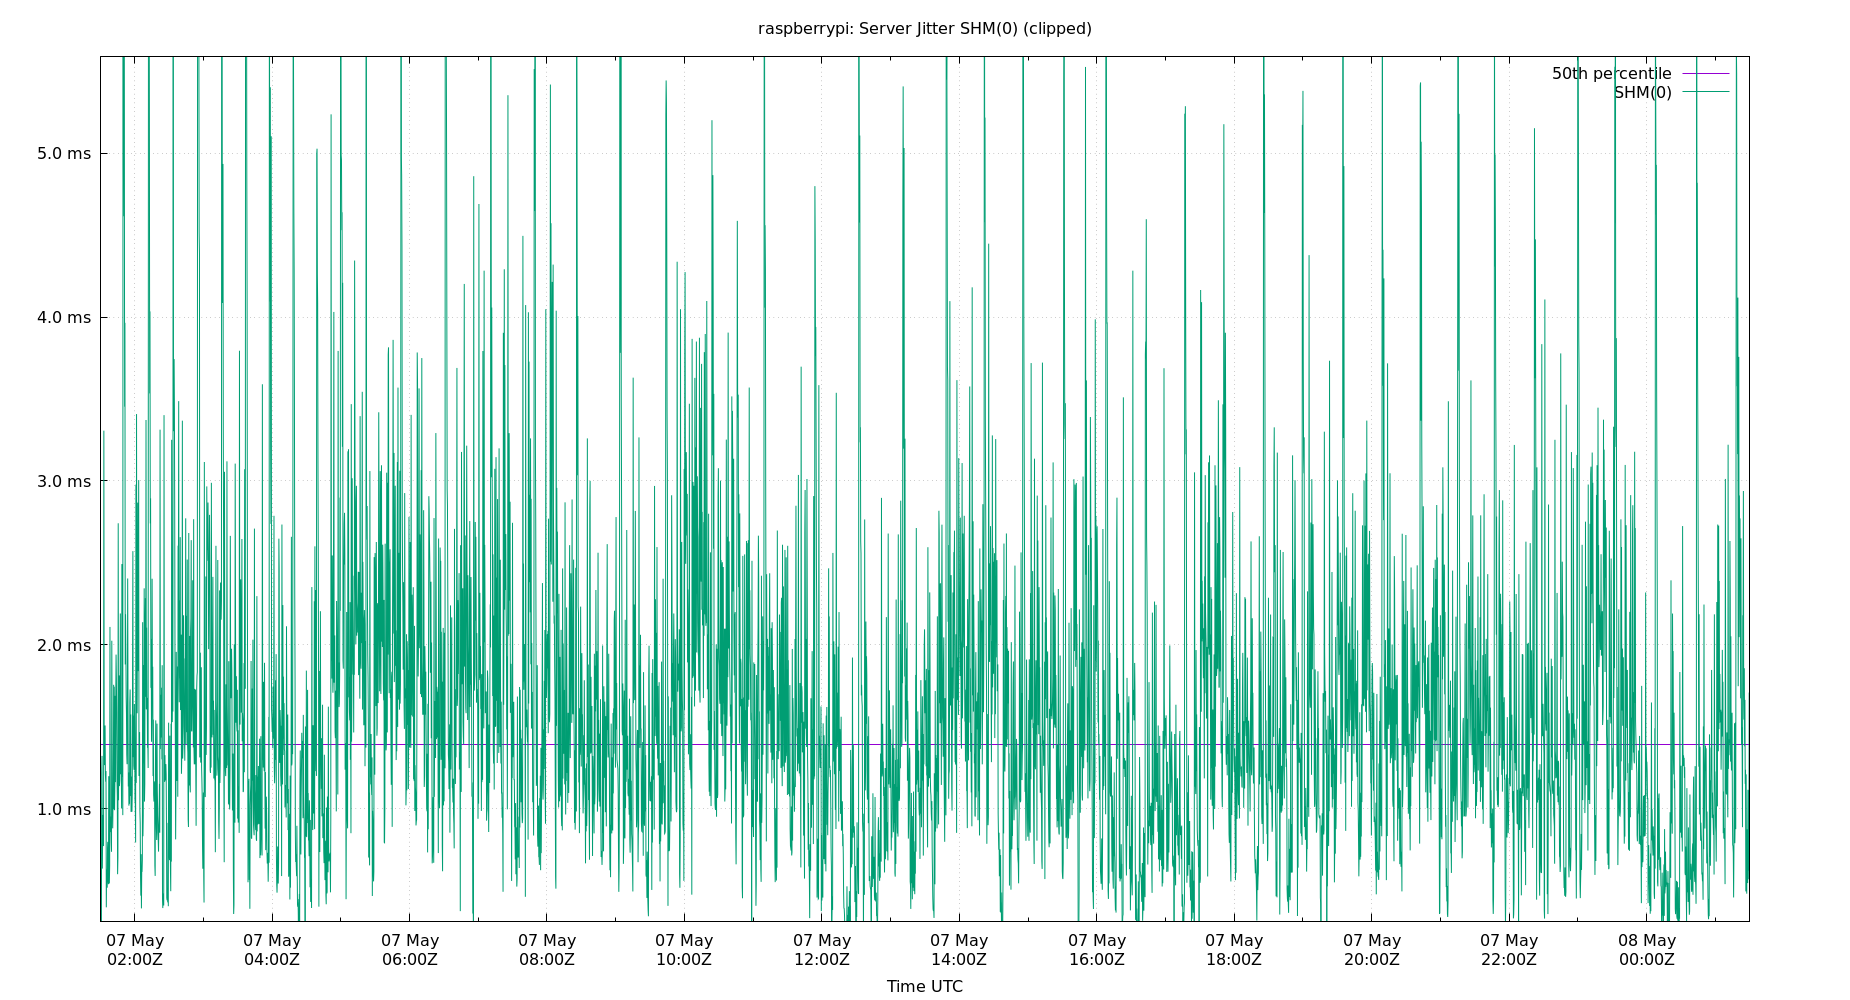 raspberrypi: Server Jitter SHM(0) (clipped)
50th percentile
SHM(0)
5.0 ms
4.0 ms
3.0 ms
2.0 ms
1.0 ms
07 May 07 May 07 May 07 May 07 May 07 May 07 May 07 May 07 May 07 May 07 May 08 May
02:00Z 04:00Z 06:00Z 08:00Z 10:00Z 12:00Z 14:00Z 16:00Z 18:00Z 20:00Z 22:00Z 00:00Z
Time UTC